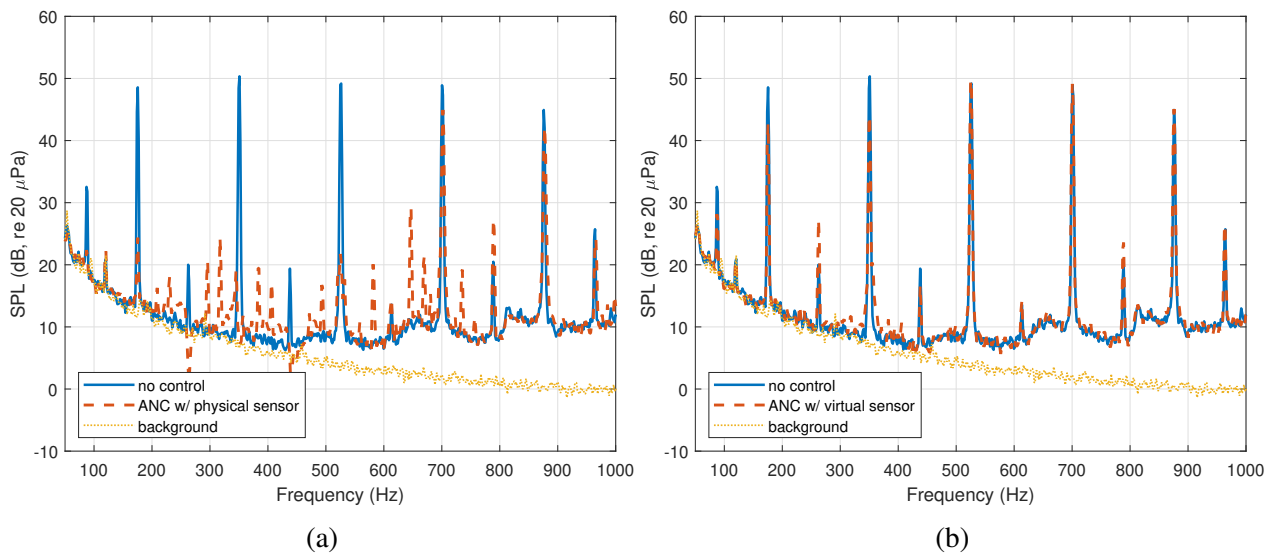 60
50
40
30
20
10
0
-10
SPL (dB, re 20 μPa)
no control
ANC w/ physical sensor
background
100 200 300 400 500 600 700 800 900 1000
Frequency (Hz)
(a)
60
50
40
30
20
10
0
-10
SPL (dB, re 20 μPa)
no control
ANC w/ virtual sensor
background
100 200 300 400 500 600 700 800 900 1000
Frequency (Hz)
(b)